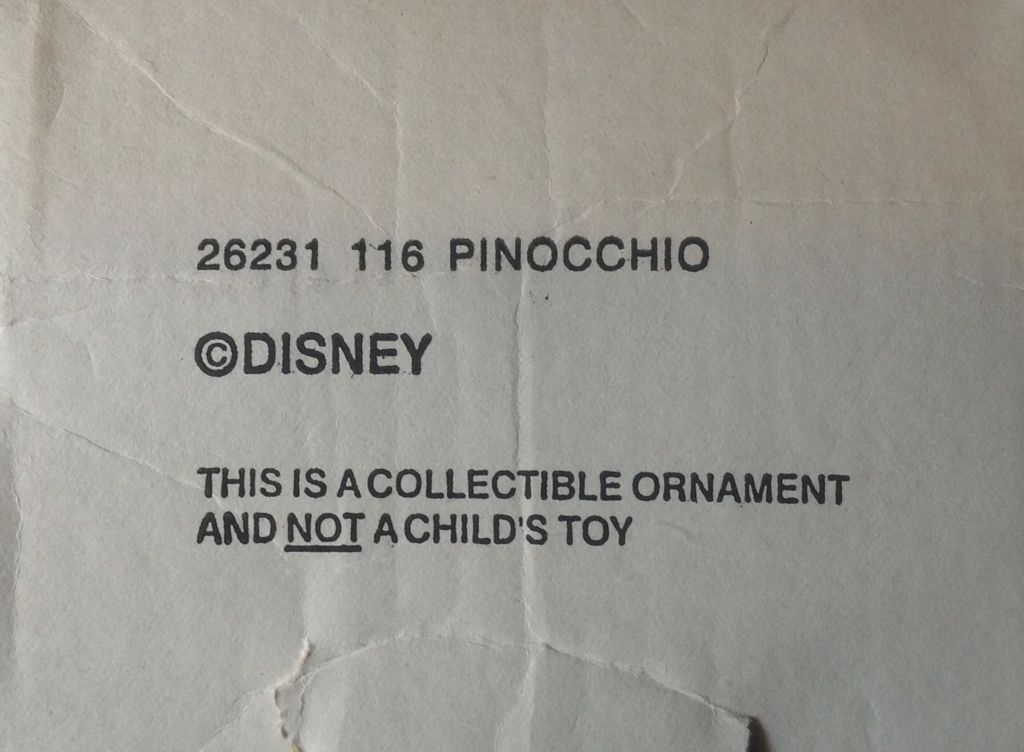 26231 116 PINOCCHIO
©DISNEY
THIS IS A COLLECTIBLE ORNAMENT
AND NOT A CHILD'S TOY